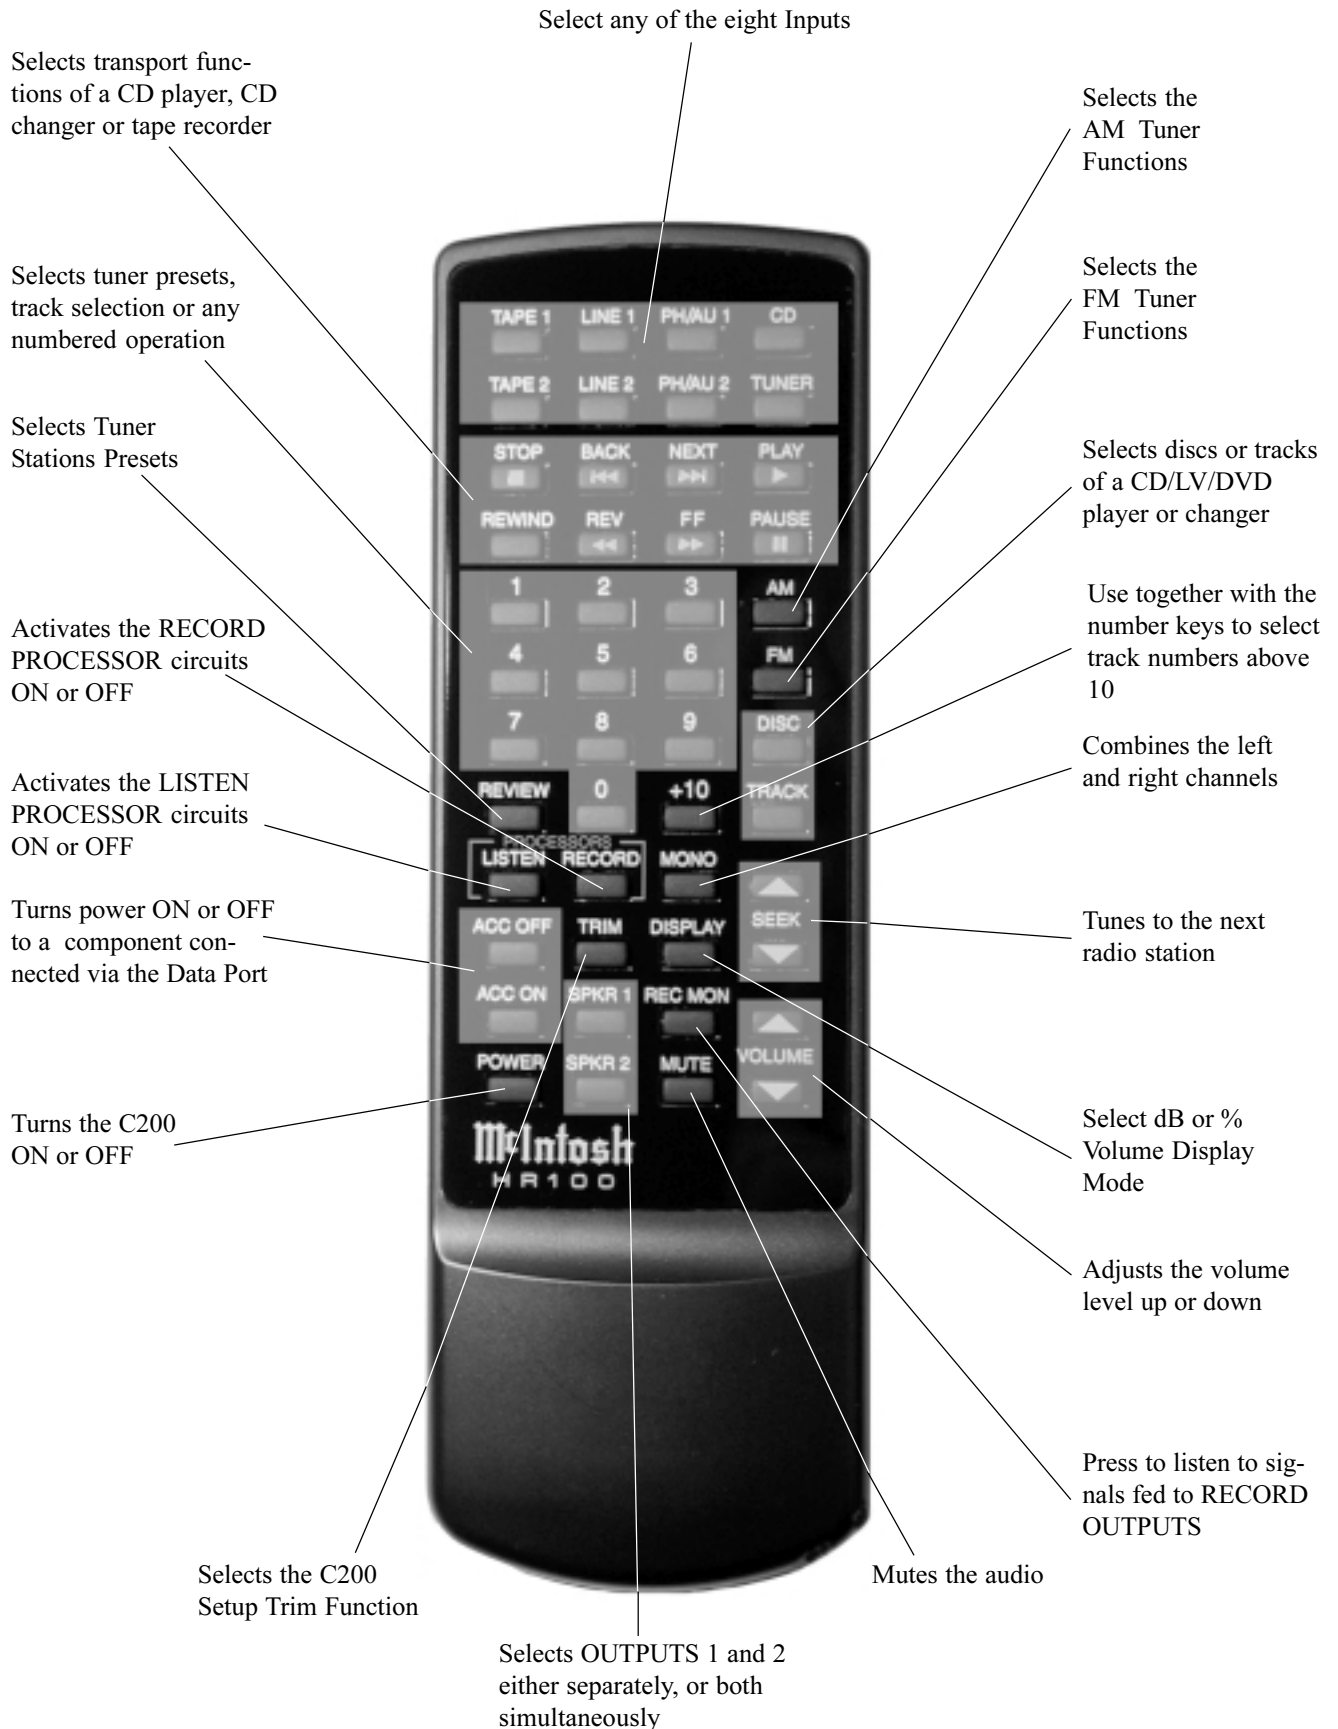 Select any of the eight Inputs
Selects transport func-
tions of a CD player, CD
changer or tape recorder
Selects tuner presets,
track selection or any
numbered operation
Selects Tuner
Stations Presets
Activates the RECORD
PROCESSOR circuits
ON or OFF
Activates the LISTEN
PROCESSOR circuits
ON or OFF
Turns power ON or OFF
to a component con-
nected via the Data Port
Turns the C200
ON or OFF
TAPE 1 LINE 1 PH/AU 1 CD
TAPE 2 LINE 2 PH/AU 2 TUNER
STOP BACK NEXT PLAY
REWIND REV FF PAUSE
1 2 3 AM
4 5 6 FM
7 8 9 DISC
REVIEW 0 +10 TRACK
PROCESSORS
LISTEN RECORD MONO
ACC OFF TRIM DISPLAY SEEK
ACC ON SPKR 1 REC MON
POWER SPKR 2 MUTE VOLUME
McIntosh
HR100
Selects the
AM Tuner
Functions
Selects the
FM Tuner
Functions
Selects discs or tracks
of a CD/LV/DVD
player or changer
Use together with the
number keys to select
track numbers above
10
Combines the left
and right channels
Tunes to the next
radio station
Select dB or %
Volume Display
Mode
Adjusts the volume
level up or down
Press to listen to sig-
nals fed to RECORD
OUTPUTS
Mutes the audio
Selects the C200
Setup Trim Function
Selects OUTPUTS 1 and 2
either separately, or both
simultaneously